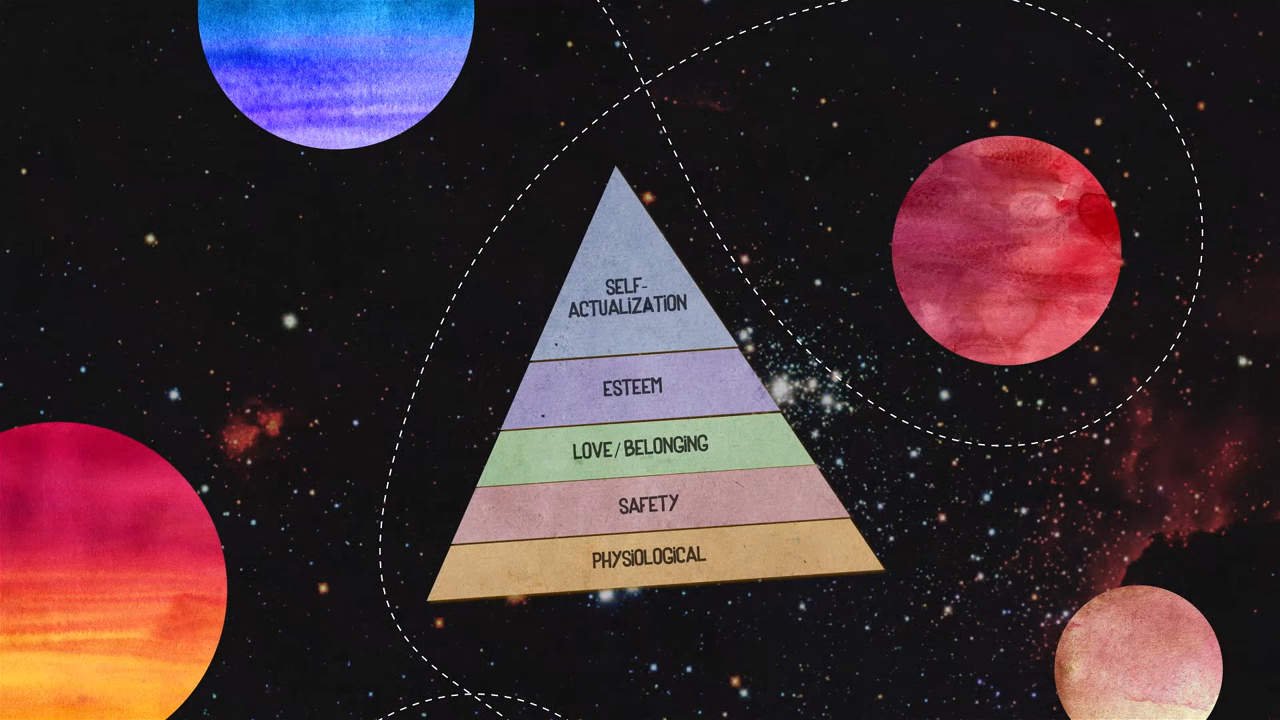 SELF-
ACTUALIZATION
ESTEEM
LOVE/BELONGING
SAFETY
PHYSIOLOGICAL